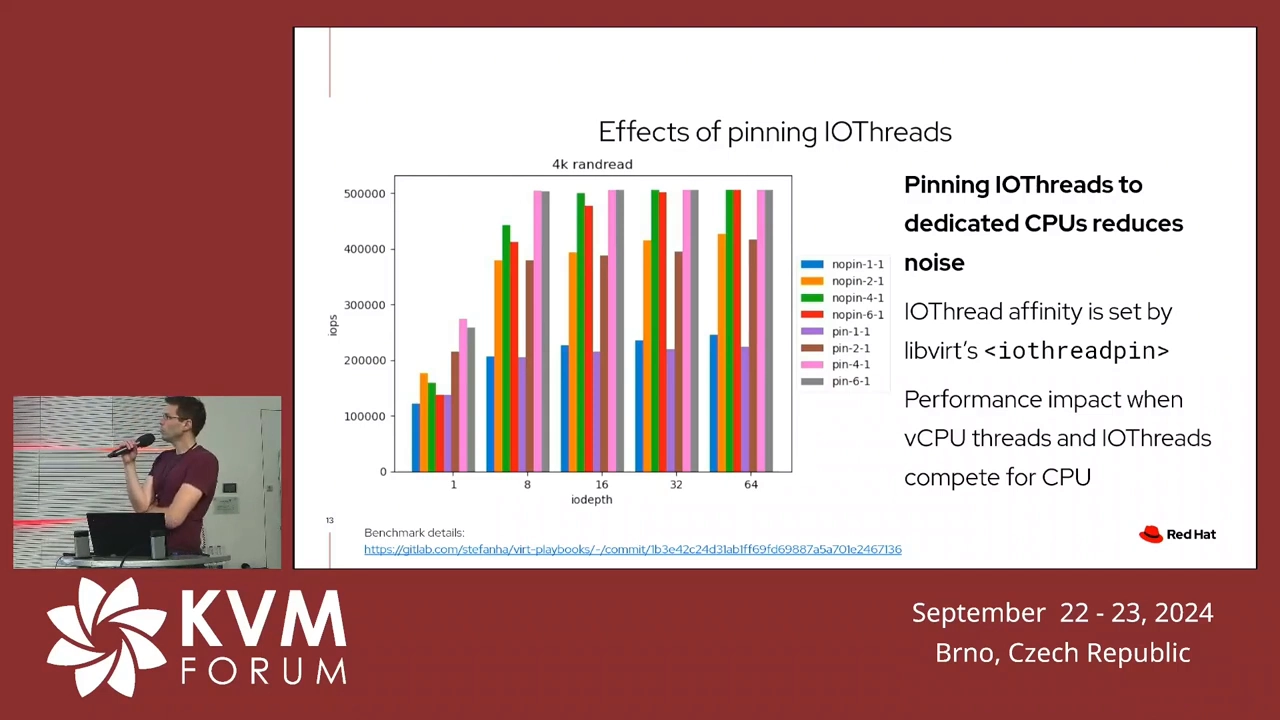 Effects of pinning IOThreads
4k randread
500000
400000
300000
200000
100000
0
iops
1
8
16
32
64
iodepth
nopin-1-1
nopin-2-1
nopin-4-1
nopin-6-1
pin-1-1
pin-2-1
pin-4-1
pin-6-1
Pinning IOThreads to
dedicated CPUs reduces
noise
IOThread affinity is set by
libvirt's <iothreadpin>
Performance impact when
vCPU threads and IOThreads
compete for CPU
13
Benchmark details:
https://gitlab.com/stefanha/virt-playbooks/-/commit/1b3e42c24d31ab1ff69fd69887a5a701e2467136
Red Hat
KVM
FORUM
September 22 - 23, 2024
Brno, Czech Republic